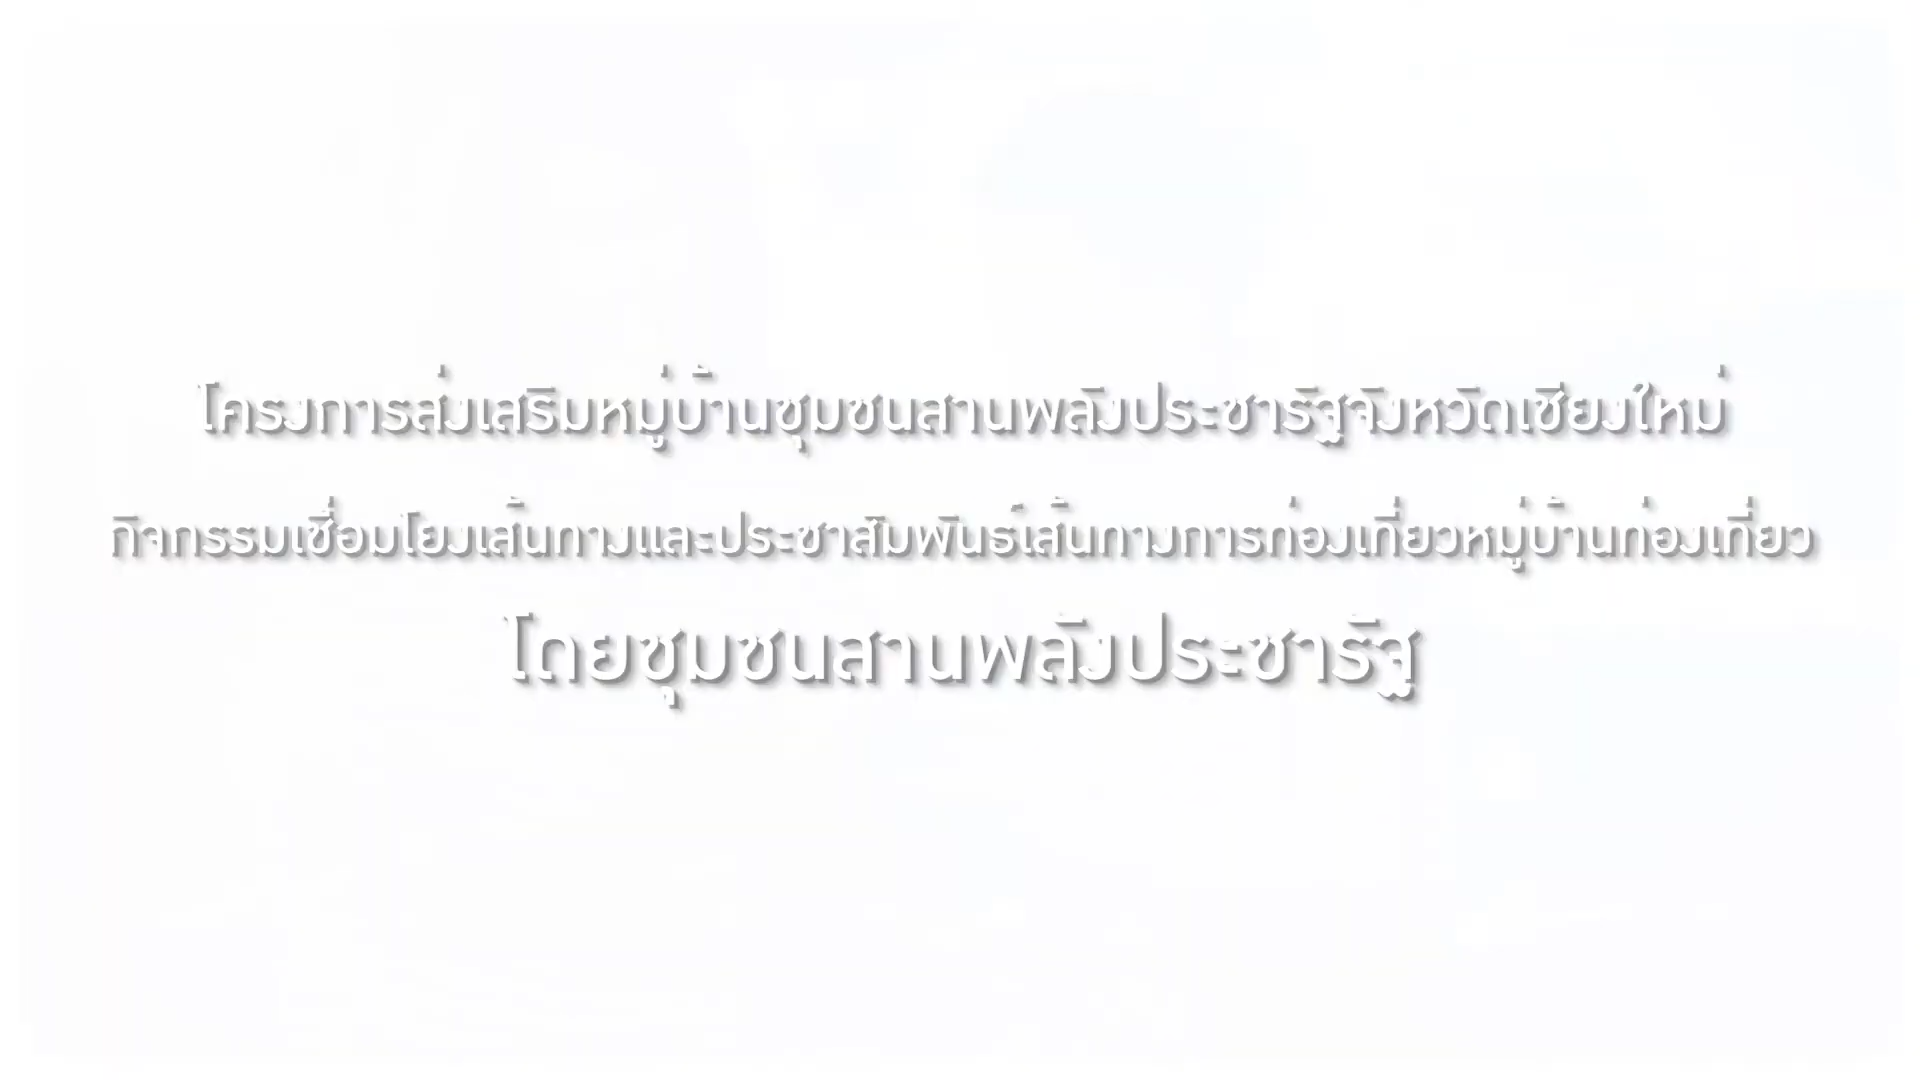 โครงการส่งเสริมหมู่บ้านชุมชนสานพลังประชารัฐจังหวัดเชียงใหม่
กิจกรรมเชื่อมโยงเส้นทางและประชาสัมพันธ์เส้นทางการท่องเที่ยวหมู่บ้านท่องเที่ยว
โดยชุมชนสานพลังประชารัฐ